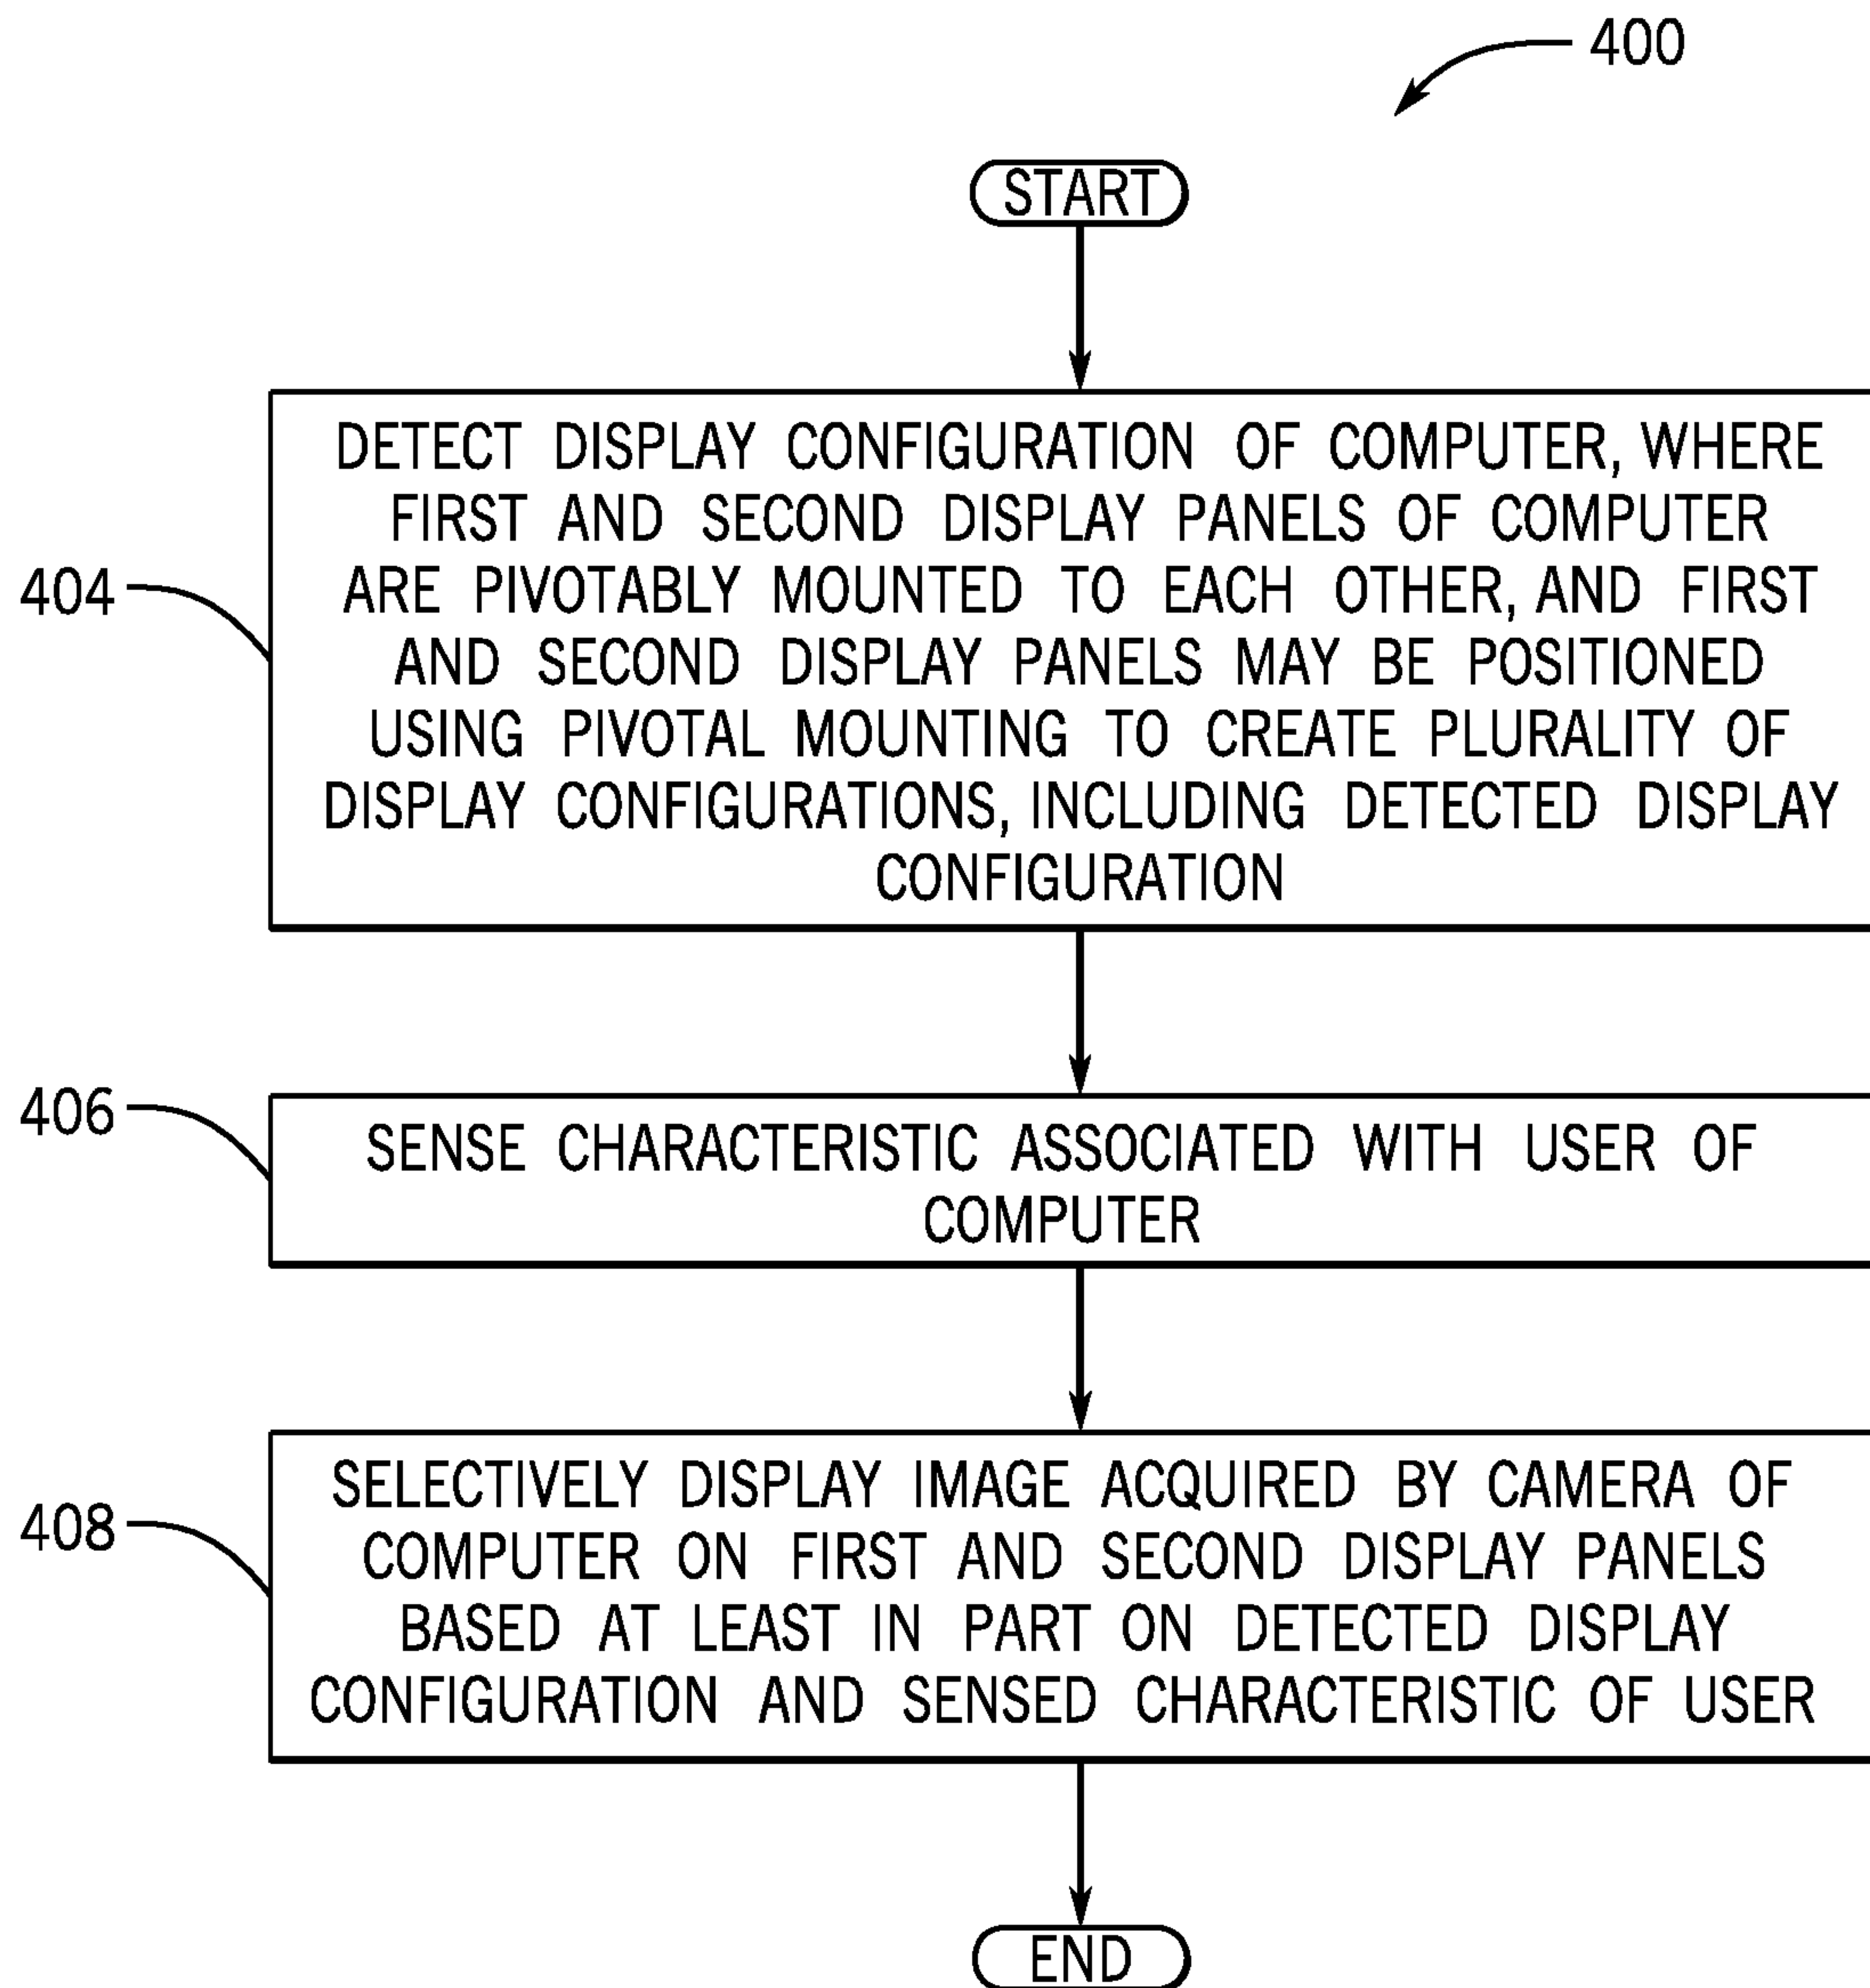 400
START
404
DETECT DISPLAY CONFIGURATION OF COMPUTER, WHERE
FIRST AND SECOND DISPLAY PANELS OF COMPUTER
ARE PIVOTABLY MOUNTED TO EACH OTHER, AND FIRST
AND SECOND DISPLAY PANELS MAY BE POSITIONED
USING PIVOTAL MOUNTING TO CREATE PLURALITY OF
DISPLAY CONFIGURATIONS, INCLUDING DETECTED DISPLAY
CONFIGURATION
406
SENSE CHARACTERISTIC ASSOCIATED WITH USER OF
COMPUTER
408
SELECTIVELY DISPLAY IMAGE ACQUIRED BY CAMERA OF
COMPUTER ON FIRST AND SECOND DISPLAY PANELS
BASED AT LEAST IN PART ON DETECTED DISPLAY
CONFIGURATION AND SENSED CHARACTERISTIC OF USER
END